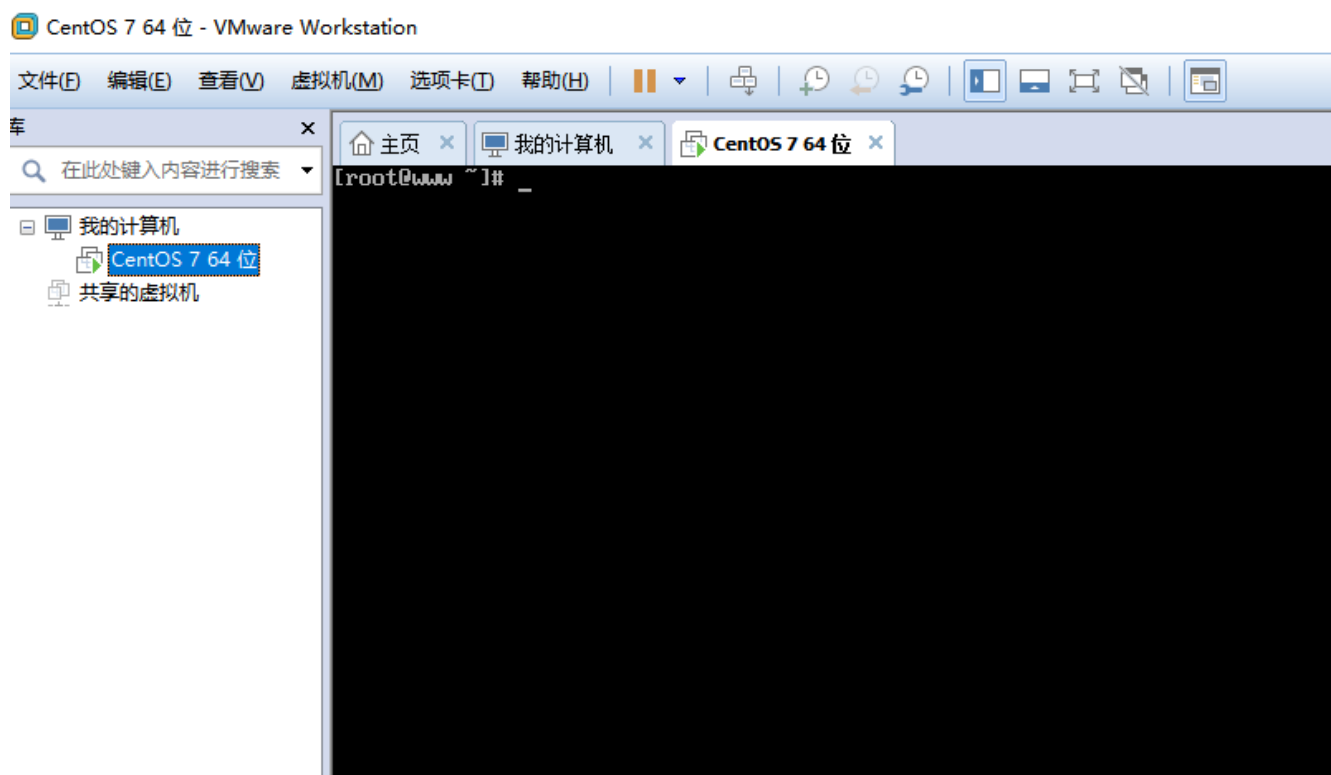 CentOS 7 64 位 - VMware Workstation
文件(F) 编辑(E) 查看(V) 虚拟机(M) 选项卡(T) 帮助(H)
库
主页 我的计算机 CentOS 7 64 位
在此处键入内容进行搜索
[root@www ~]# _
我的计算机
CentOS 7 64 位
共享的虚拟机